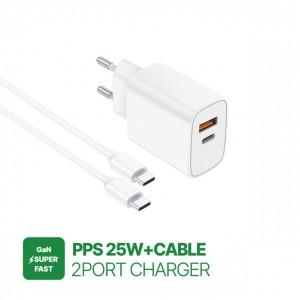 GaN
SUPER
FAST
PPS 25W+CABLE
2PORT CHARGER